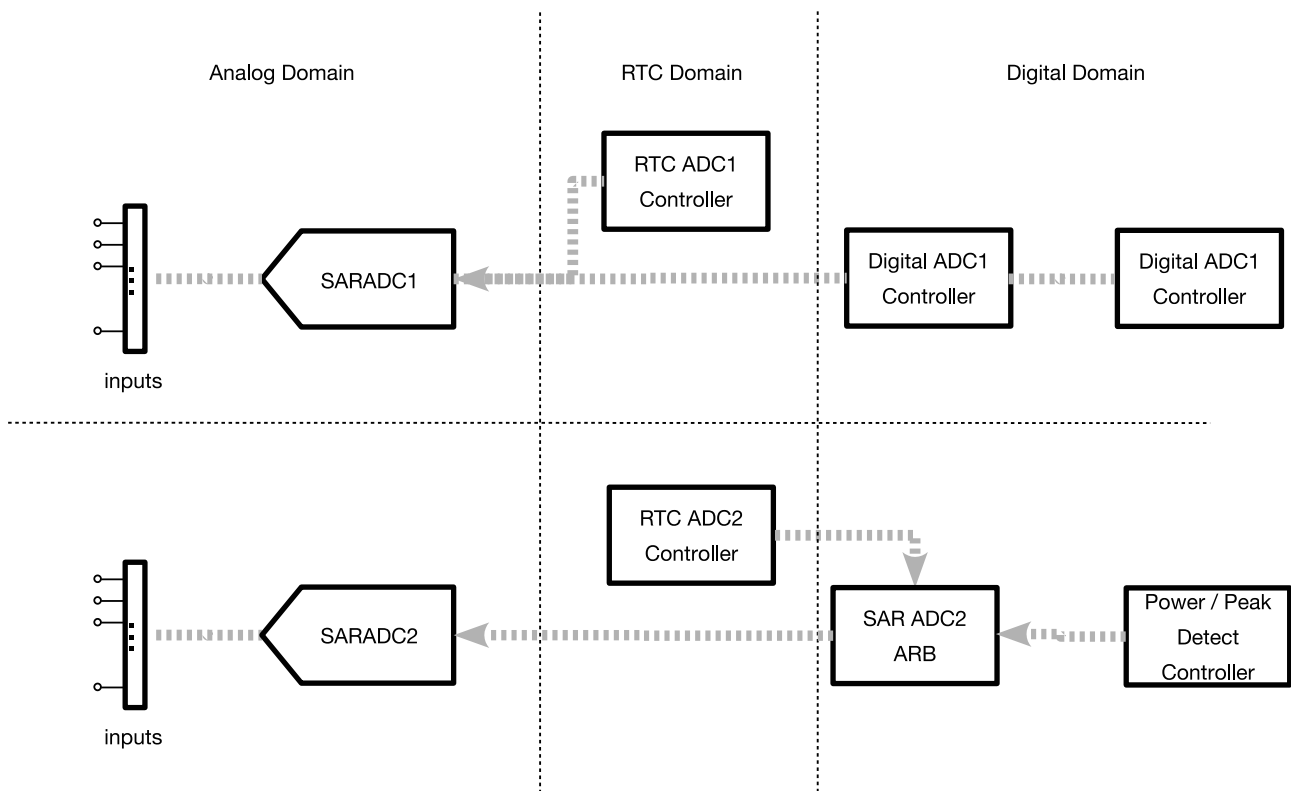 Analog Domain
RTC Domain
Digital Domain
RTC ADC1
Controller
SARADC1
Digital ADC1
Controller
Digital ADC1
Controller
inputs
RTC ADC2
Controller
SARADC2
SAR ADC2
ARB
Power / Peak
Detect
Controller
inputs